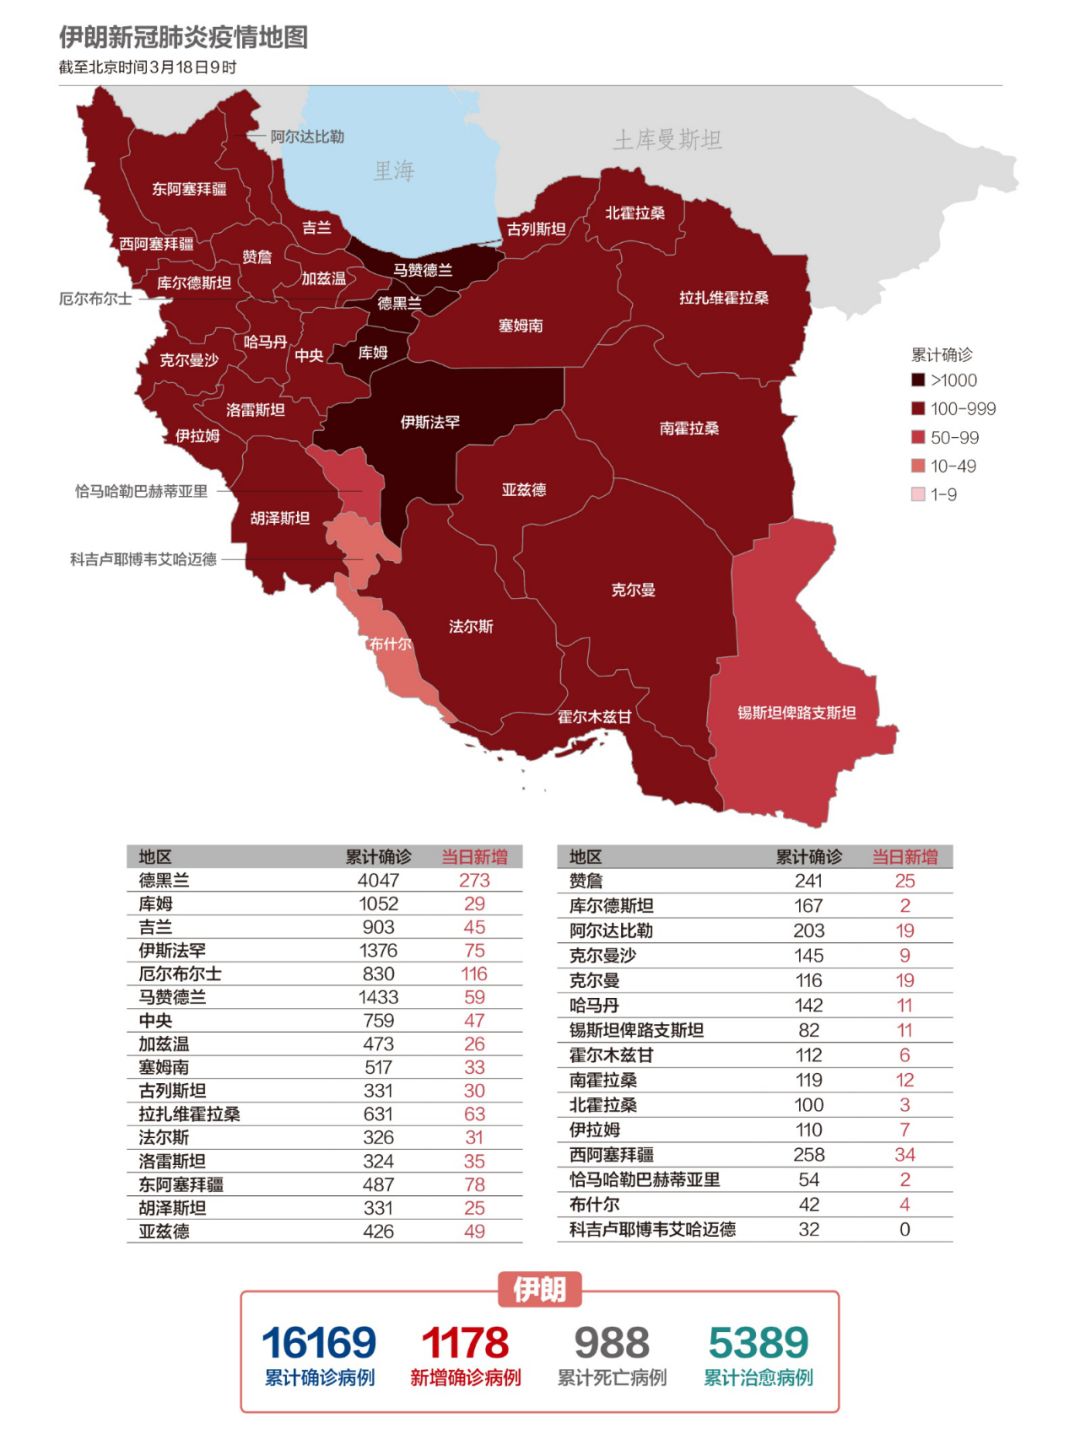 伊朗新冠肺炎疫情地图
截至北京时间3月18日9时
阿尔达比勒
里海
土库曼斯坦
东阿塞拜疆
吉兰
古列斯坦
北霍拉桑
西阿塞拜疆
赞詹
马赞德兰
库尔德斯坦
加兹温
厄尔布尔士
德黑兰
拉扎维霍拉桑
塞姆南
哈马丹
克尔曼沙
中央
库姆
累计确诊
>1000
100-999
50-99
10-49
1-9
洛雷斯坦
伊斯法罕
伊拉姆
南霍拉桑
恰马哈勒巴赫蒂亚里
亚兹德
胡泽斯坦
科吉卢耶博韦艾哈迈德
克尔曼
法尔斯
布什尔
霍尔木兹甘
锡斯坦俾路支斯坦
地区 累计确诊 当日新增
德黑兰 4047 273
库姆 1052 29
吉兰 903 45
伊斯法罕 1376 75
厄尔布尔士 830 116
马赞德兰 1433 59
中央 759 47
加兹温 473 26
塞姆南 517 33
古列斯坦 331 30
拉扎维霍拉桑 631 63
法尔斯 326 31
洛雷斯坦 324 35
东阿塞拜疆 487 78
胡泽斯坦 331 25
亚兹德 426 49
地区 累计确诊 当日新增
赞詹 241 25
库尔德斯坦 167 2
阿尔达比勒 203 19
克尔曼沙 145 9
克尔曼 116 19
哈马丹 142 11
锡斯坦俾路支斯坦 82 11
霍尔木兹甘 112 6
南霍拉桑 119 12
北霍拉桑 100 3
伊拉姆 110 7
西阿塞拜疆 258 34
恰马哈勒巴赫蒂亚里 54 2
布什尔 42 4
科吉卢耶博韦艾哈迈德 32 0
伊朗
16169 1178 988 5389
累计确诊病例 新增确诊病例 累计死亡病例 累计治愈病例